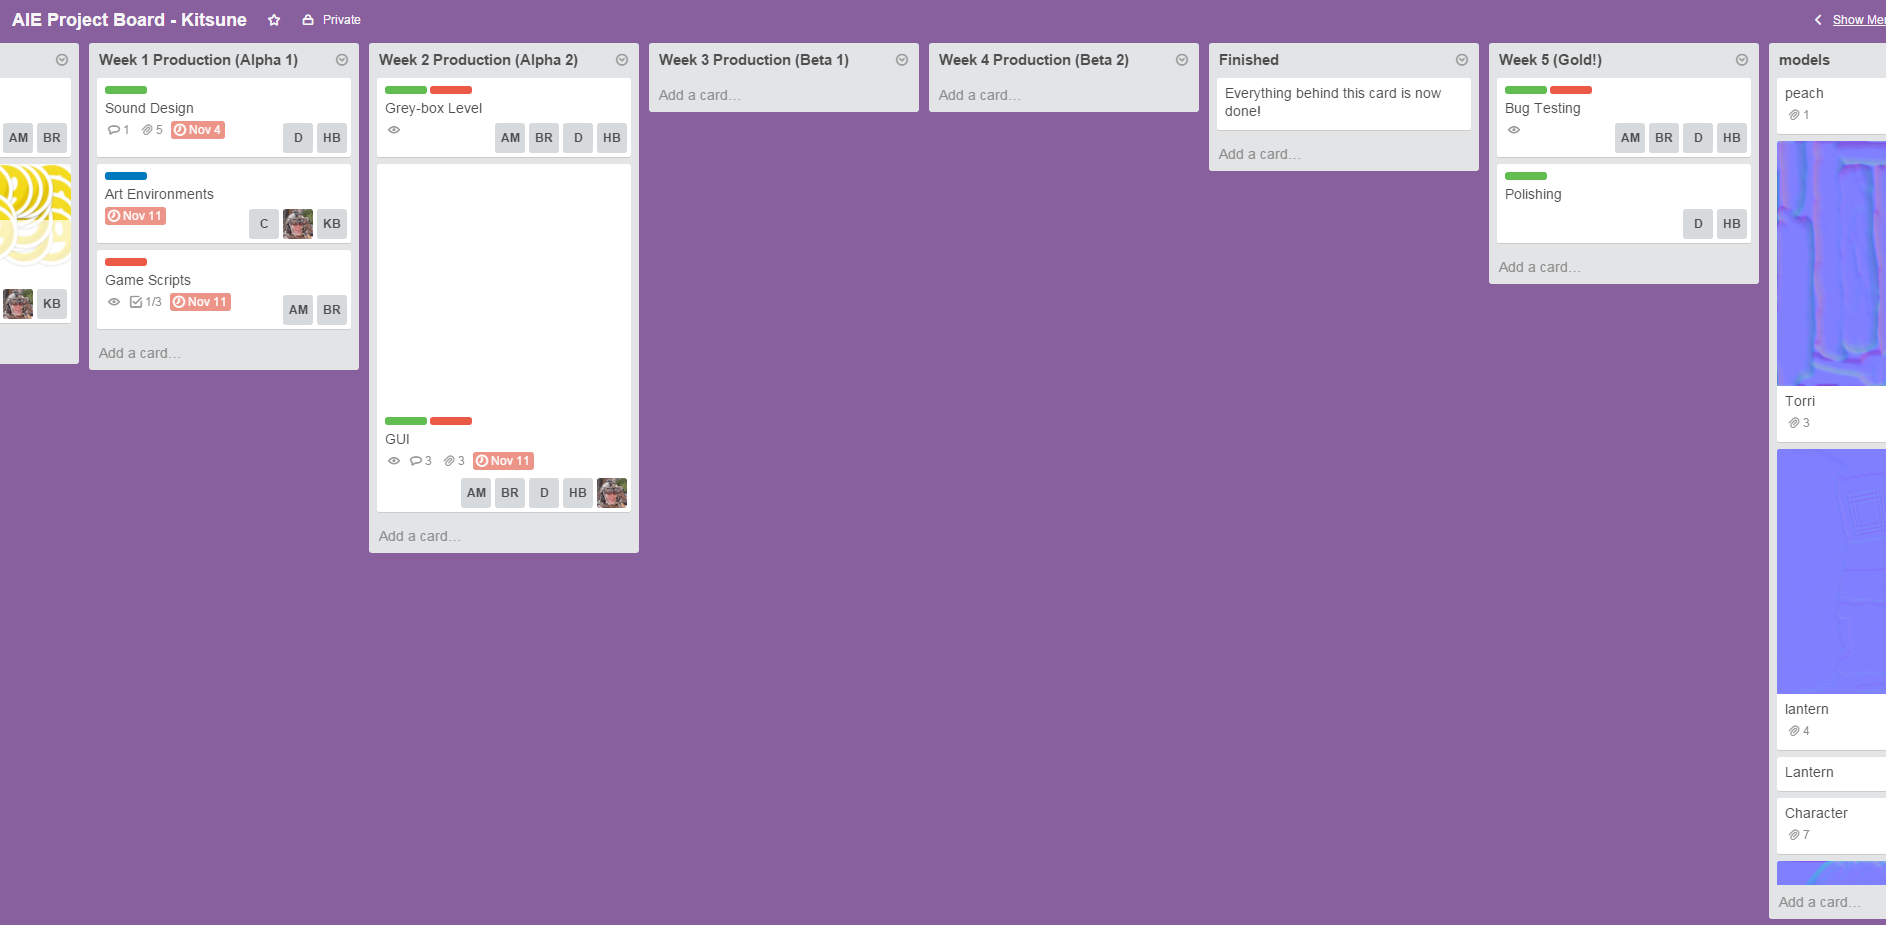 AIE Project Board - Kitsune
Private
Show Me
AM BR
KB
Week 1 Production (Alpha 1)
Sound Design
1 5 Nov 4
D HB
Art Environments
Nov 11
C KB
Game Scripts
1/3 Nov 11
AM BR
Add a card…
Week 2 Production (Alpha 2)
Grey-box Level
AM BR D HB
GUI
3 3 Nov 11
AM BR D HB
Add a card…
Week 3 Production (Beta 1)
Add a card…
Week 4 Production (Beta 2)
Add a card…
Finished
Everything behind this card is now
done!
Add a card…
Week 5 (Gold!)
Bug Testing
AM BR D HB
Polishing
D HB
Add a card…
models
peach
1
Torri
3
lantern
4
Lantern
Character
7
Add a card…